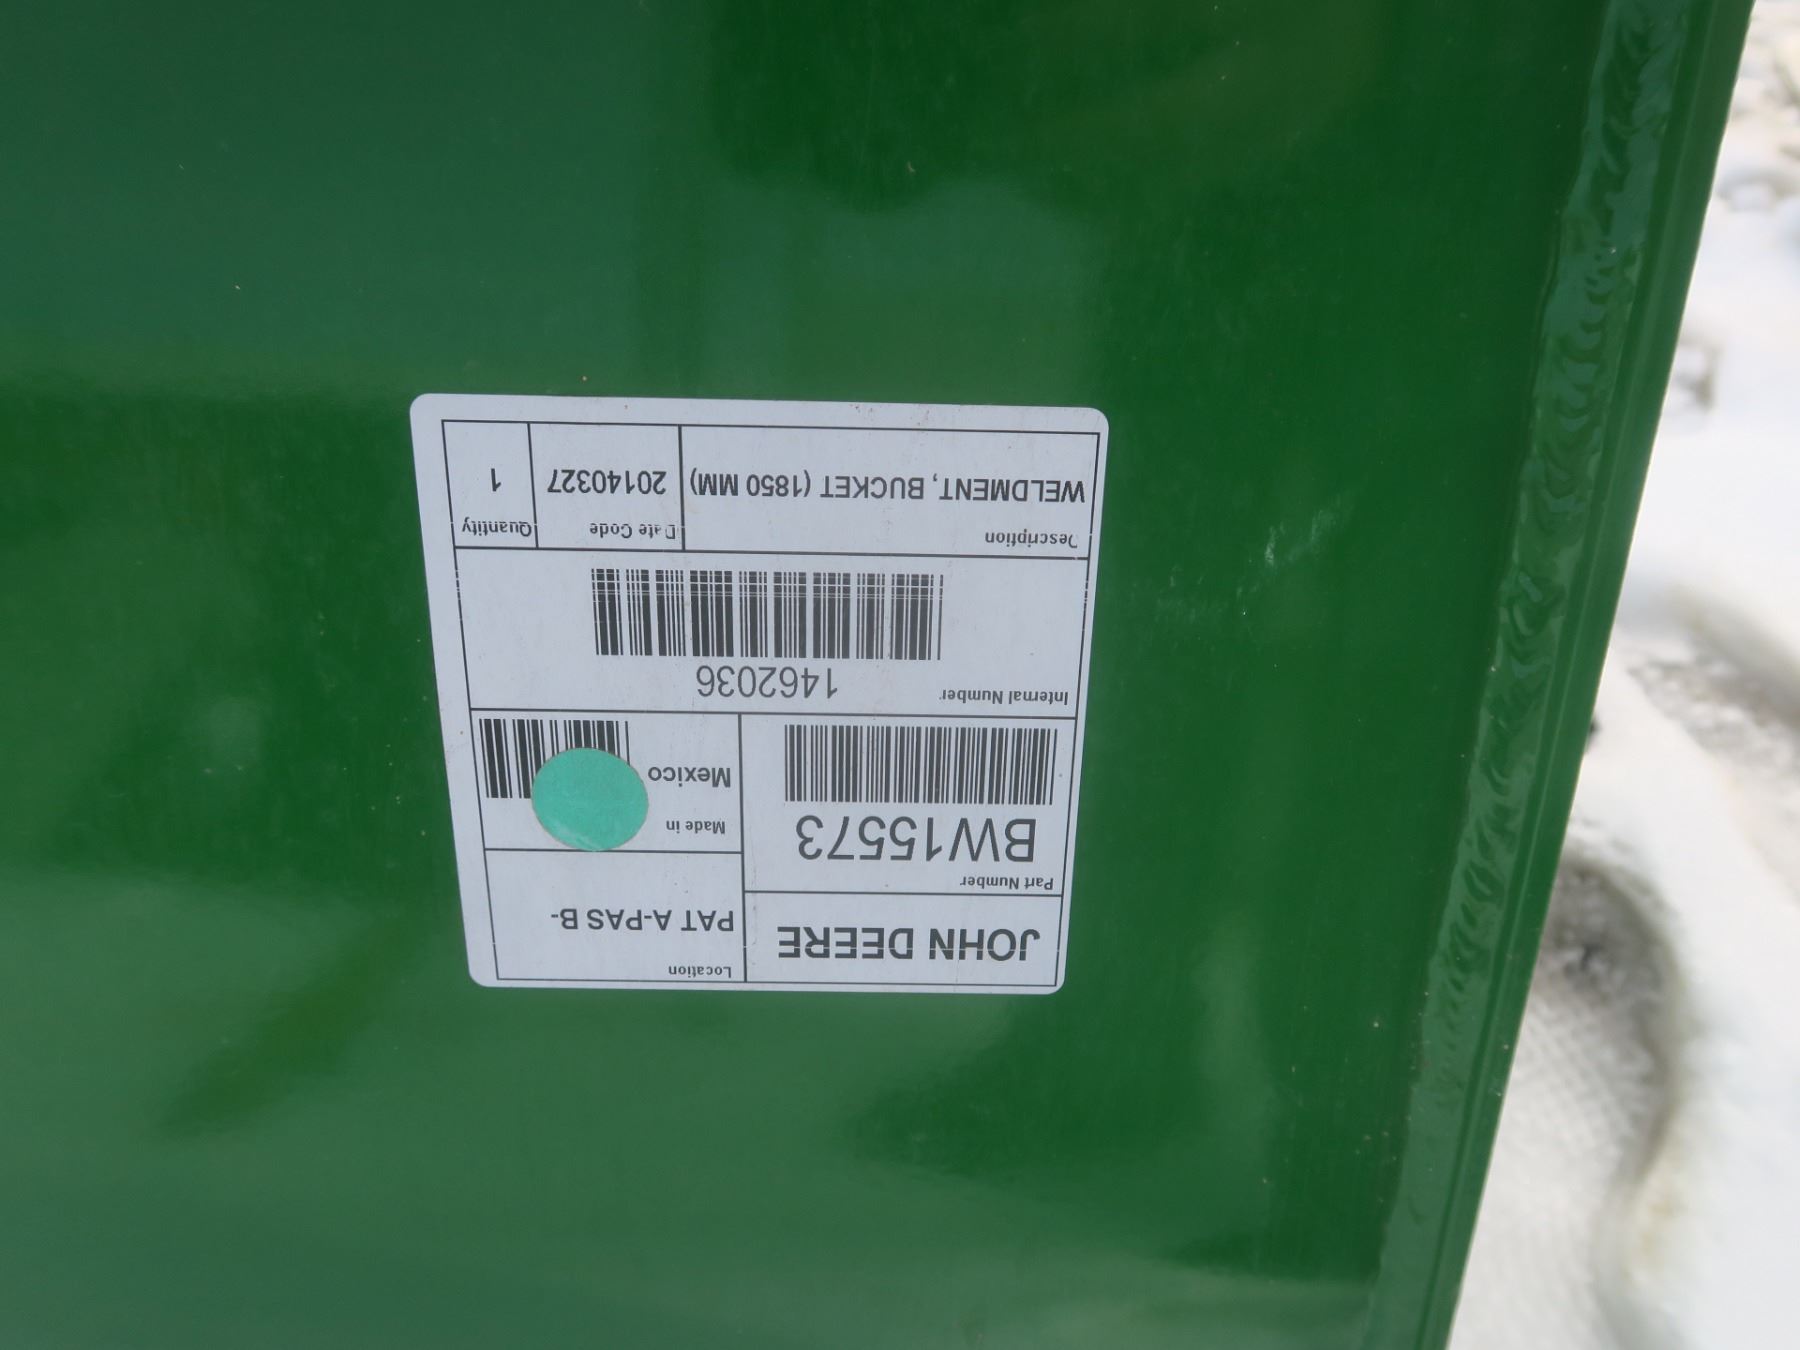 JOHN DEERE
Location
PAT A-PAS B-
Part Number
BW15573
Made in
Mexico
Internal Number
1462036
Description
WELDMENT, BUCKET (1850 MM)
Date Code
20140327
Quantity
1